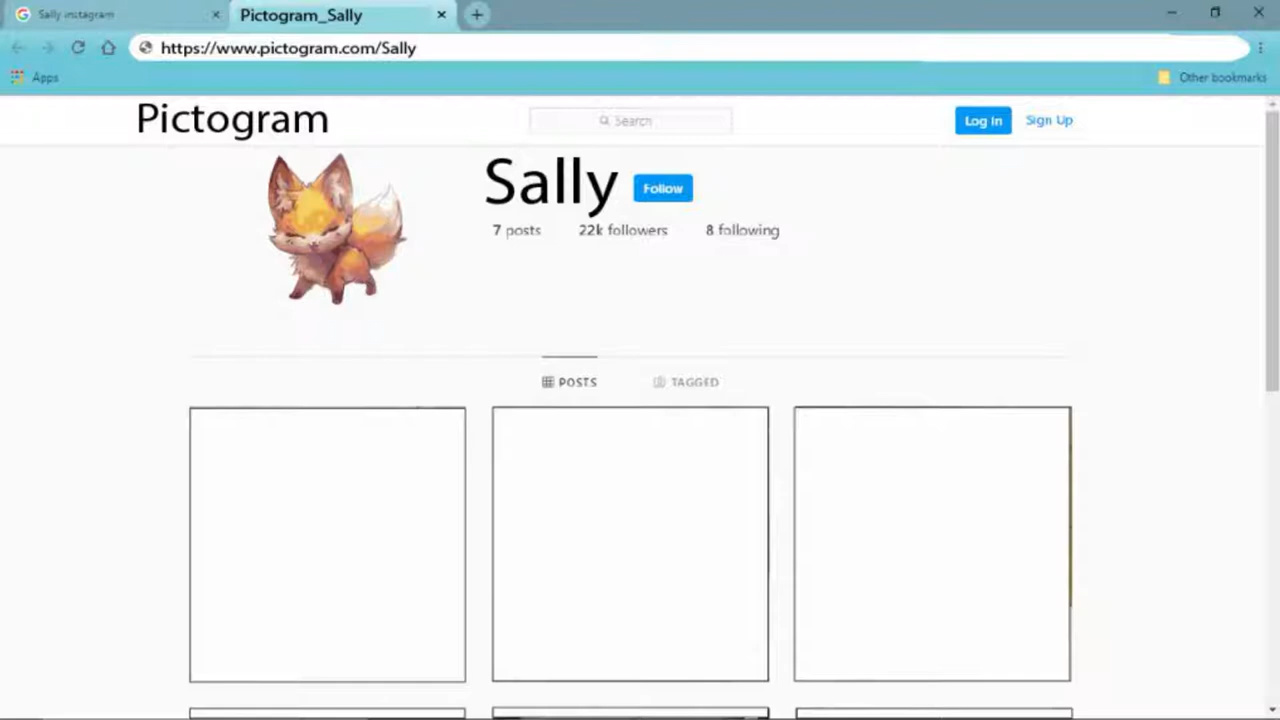 Sally instagram
Pictogram_Sally
https://www.pictogram.com/Sally
Apps
Other bookmarks
Pictogram
Search
Log In
Sign Up
Sally
Follow
7 posts
22k followers
8 following
POSTS
TAGGED